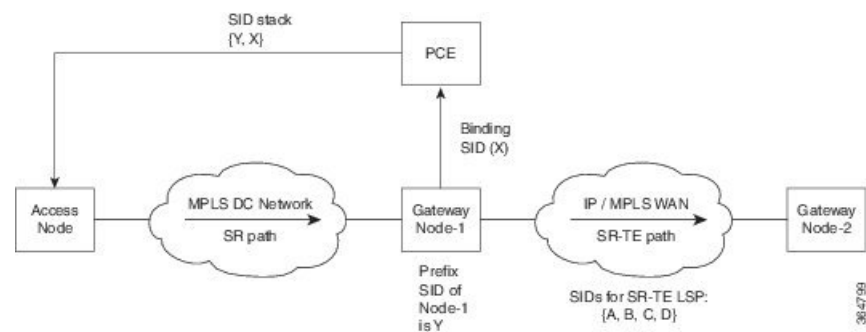 SID stack
{Y, X}
PCE
Binding
SID (X)
Access
Node
MPLS DC Network
SR path
Gateway
Node-1
IP / MPLS WAN
SR-TE path
Gateway
Node-2
Prefix
SID of
Node-1
is Y
SIDs for SR-TE LSP:
{A, B, C, D}
364799